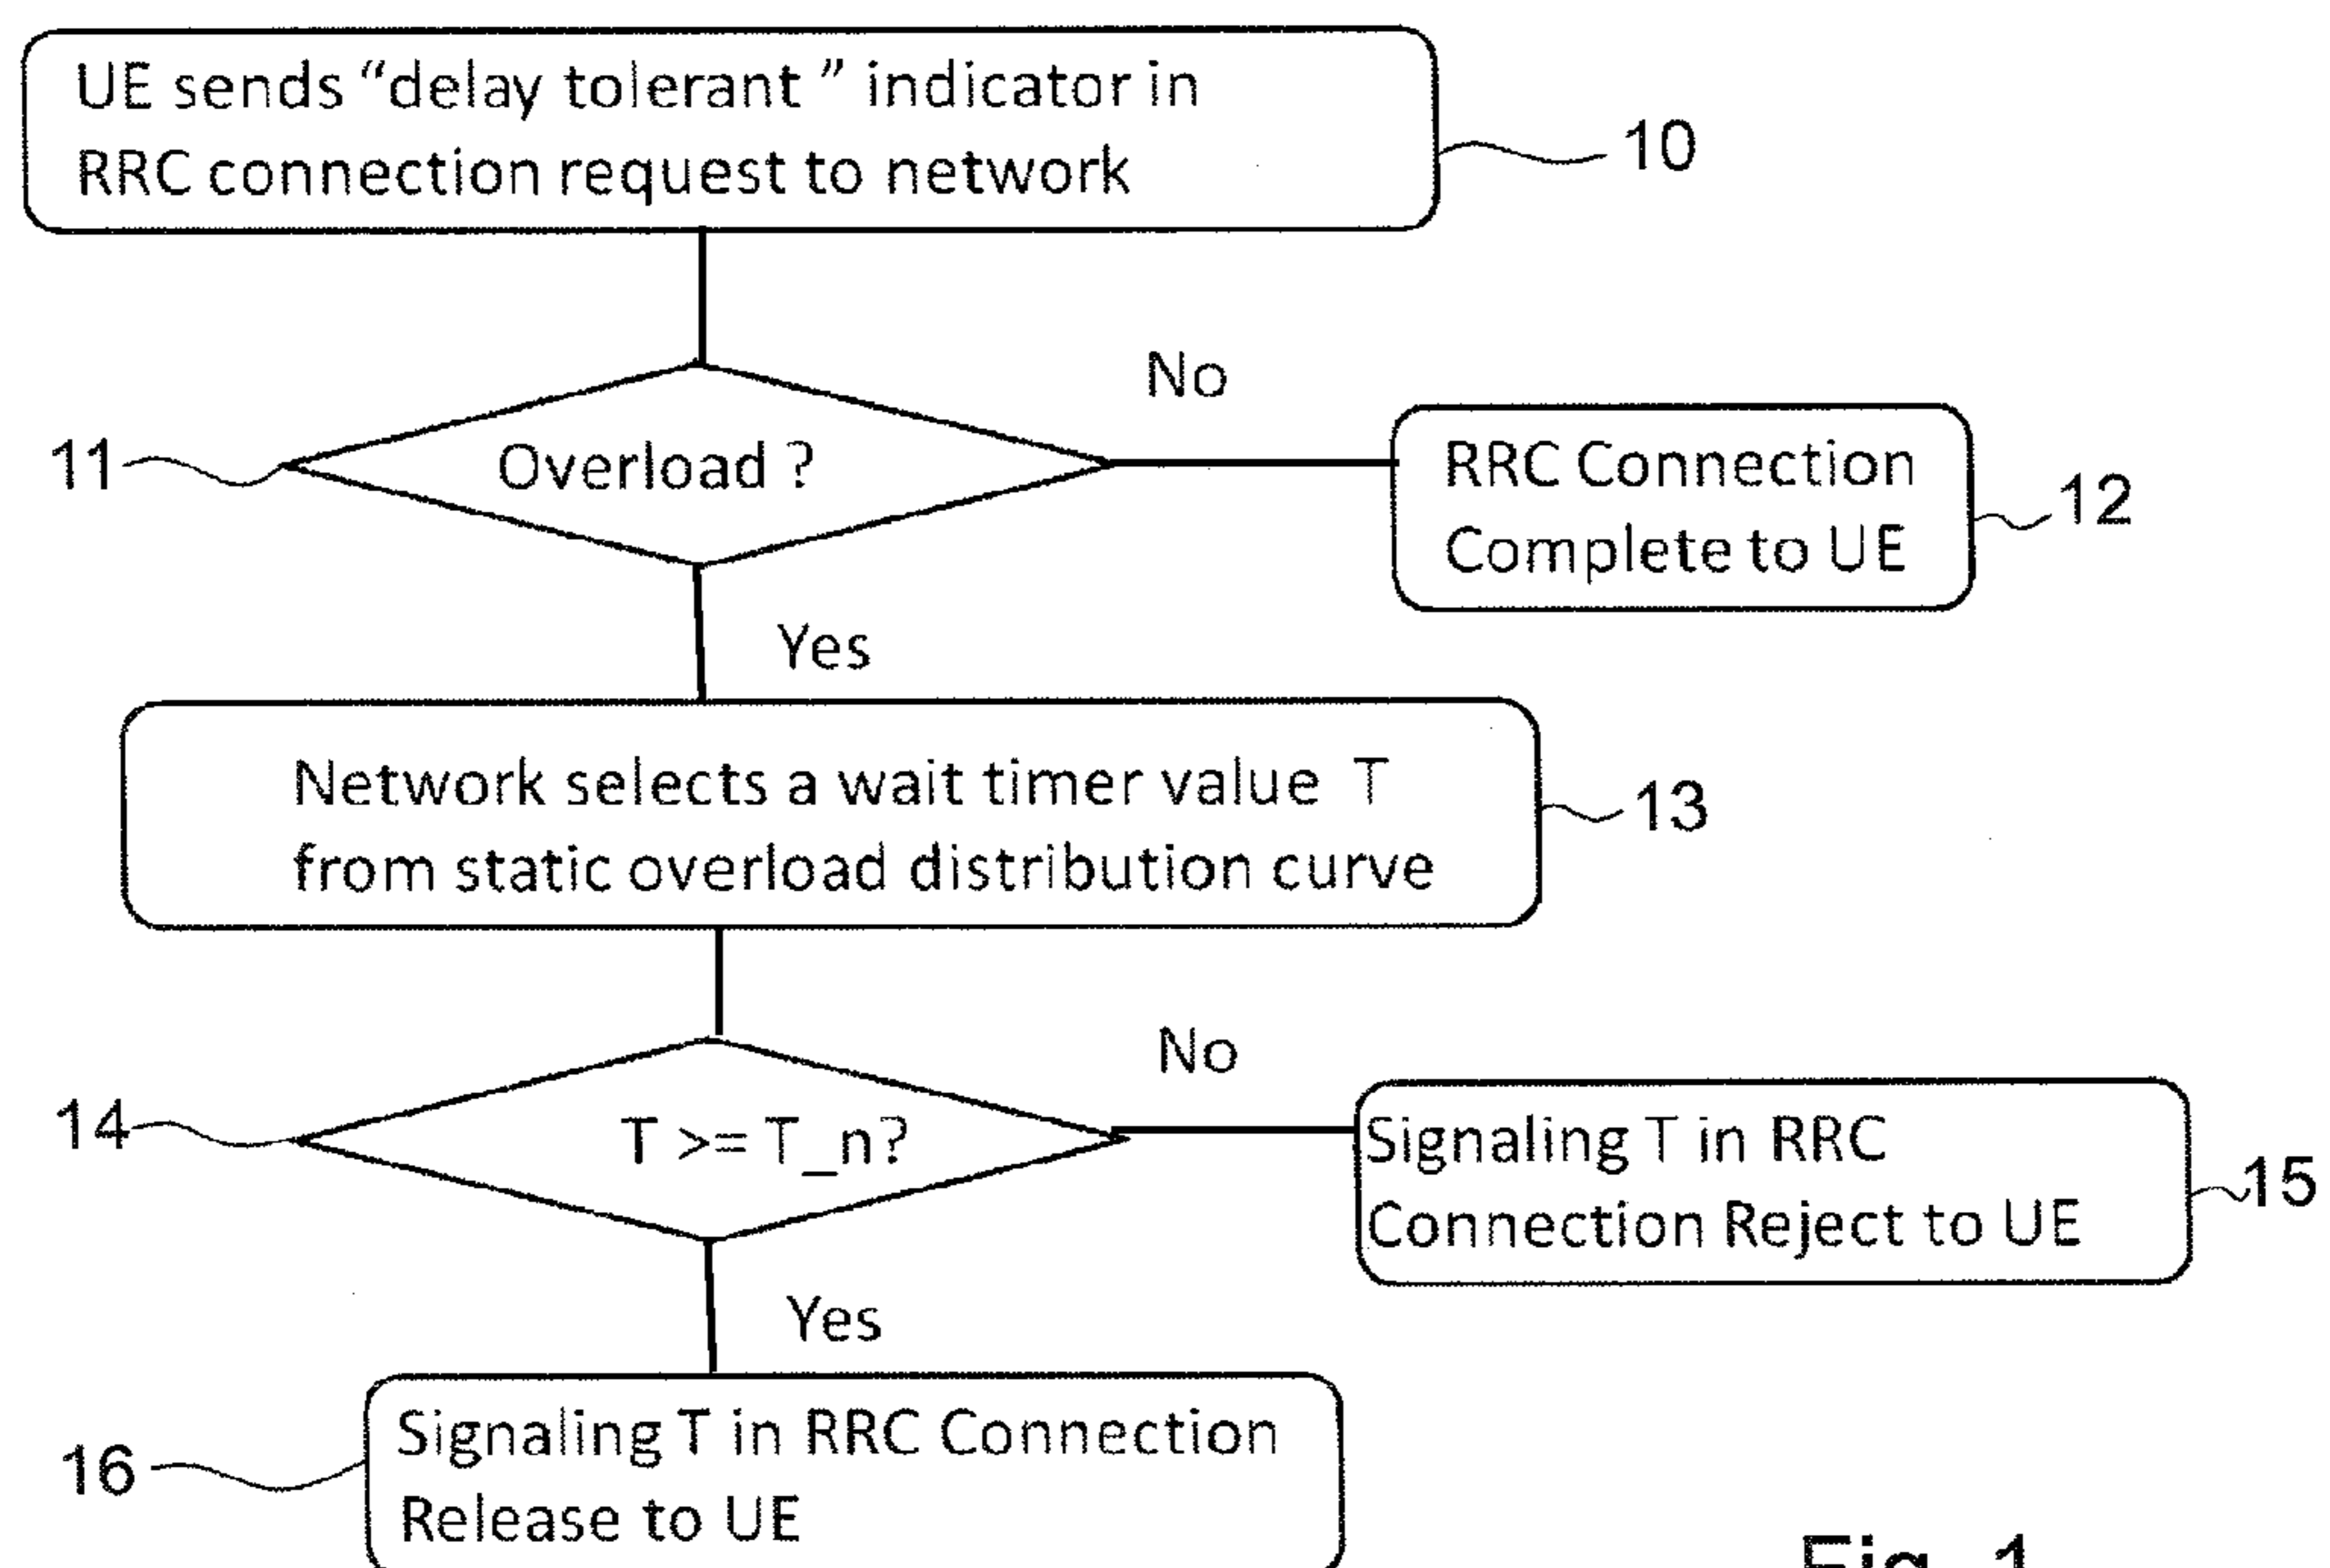 UE sends “delay tolerant ” indicator in
RRC connection request to network
10
No
11
Overload ?
RRC Connection
Complete to UE
12
Yes
Network selects a wait timer value T
from static overload distribution curve
13
No
14
T >= T_n?
Signaling T in RRC
Connection Reject to UE
15
Yes
16
Signaling T in RRC Connection
Release to UE
Fig. 1